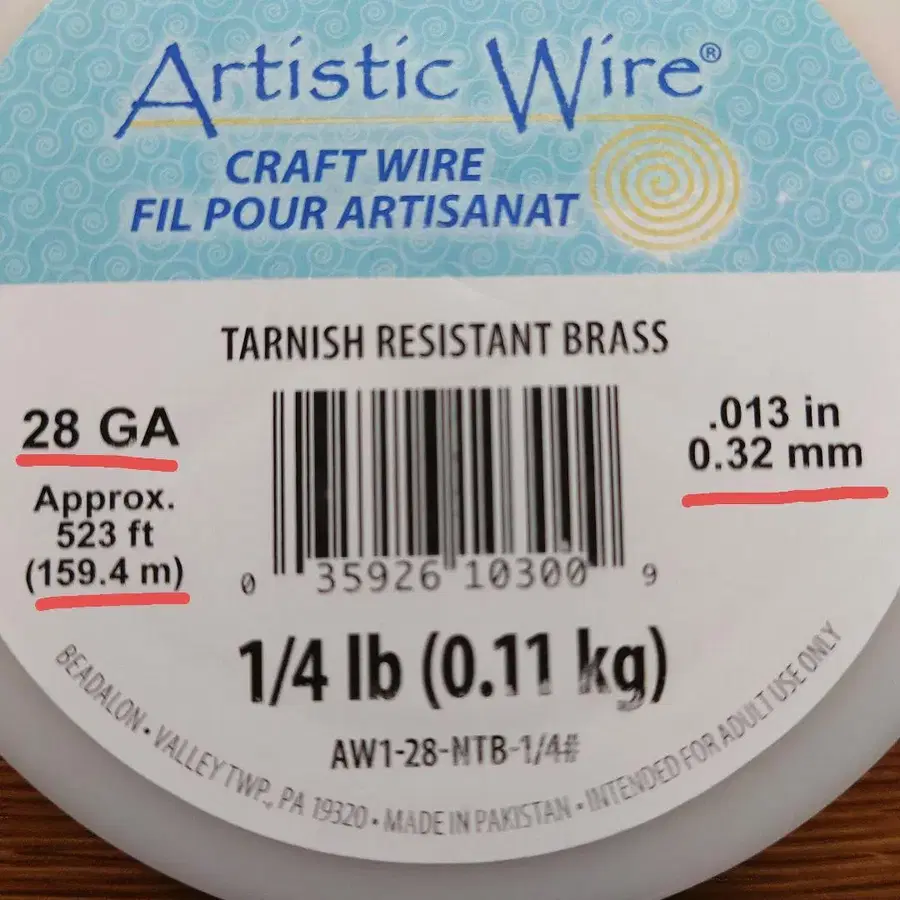 Artistic Wire®
CRAFT WIRE
FIL POUR ARTISANAT
TARNISH RESISTANT BRASS
28 GA
Approx.
523 ft
(159.4 m)
.013 in
0.32 mm
0 35926 10300 9
1/4 lb (0.11 kg)
AW1-28-NTB-1/4#
BEADALON • VALLEY TWP., PA 19320 • MADE IN PAKISTAN • INTENDED FOR ADULT USE ONLY